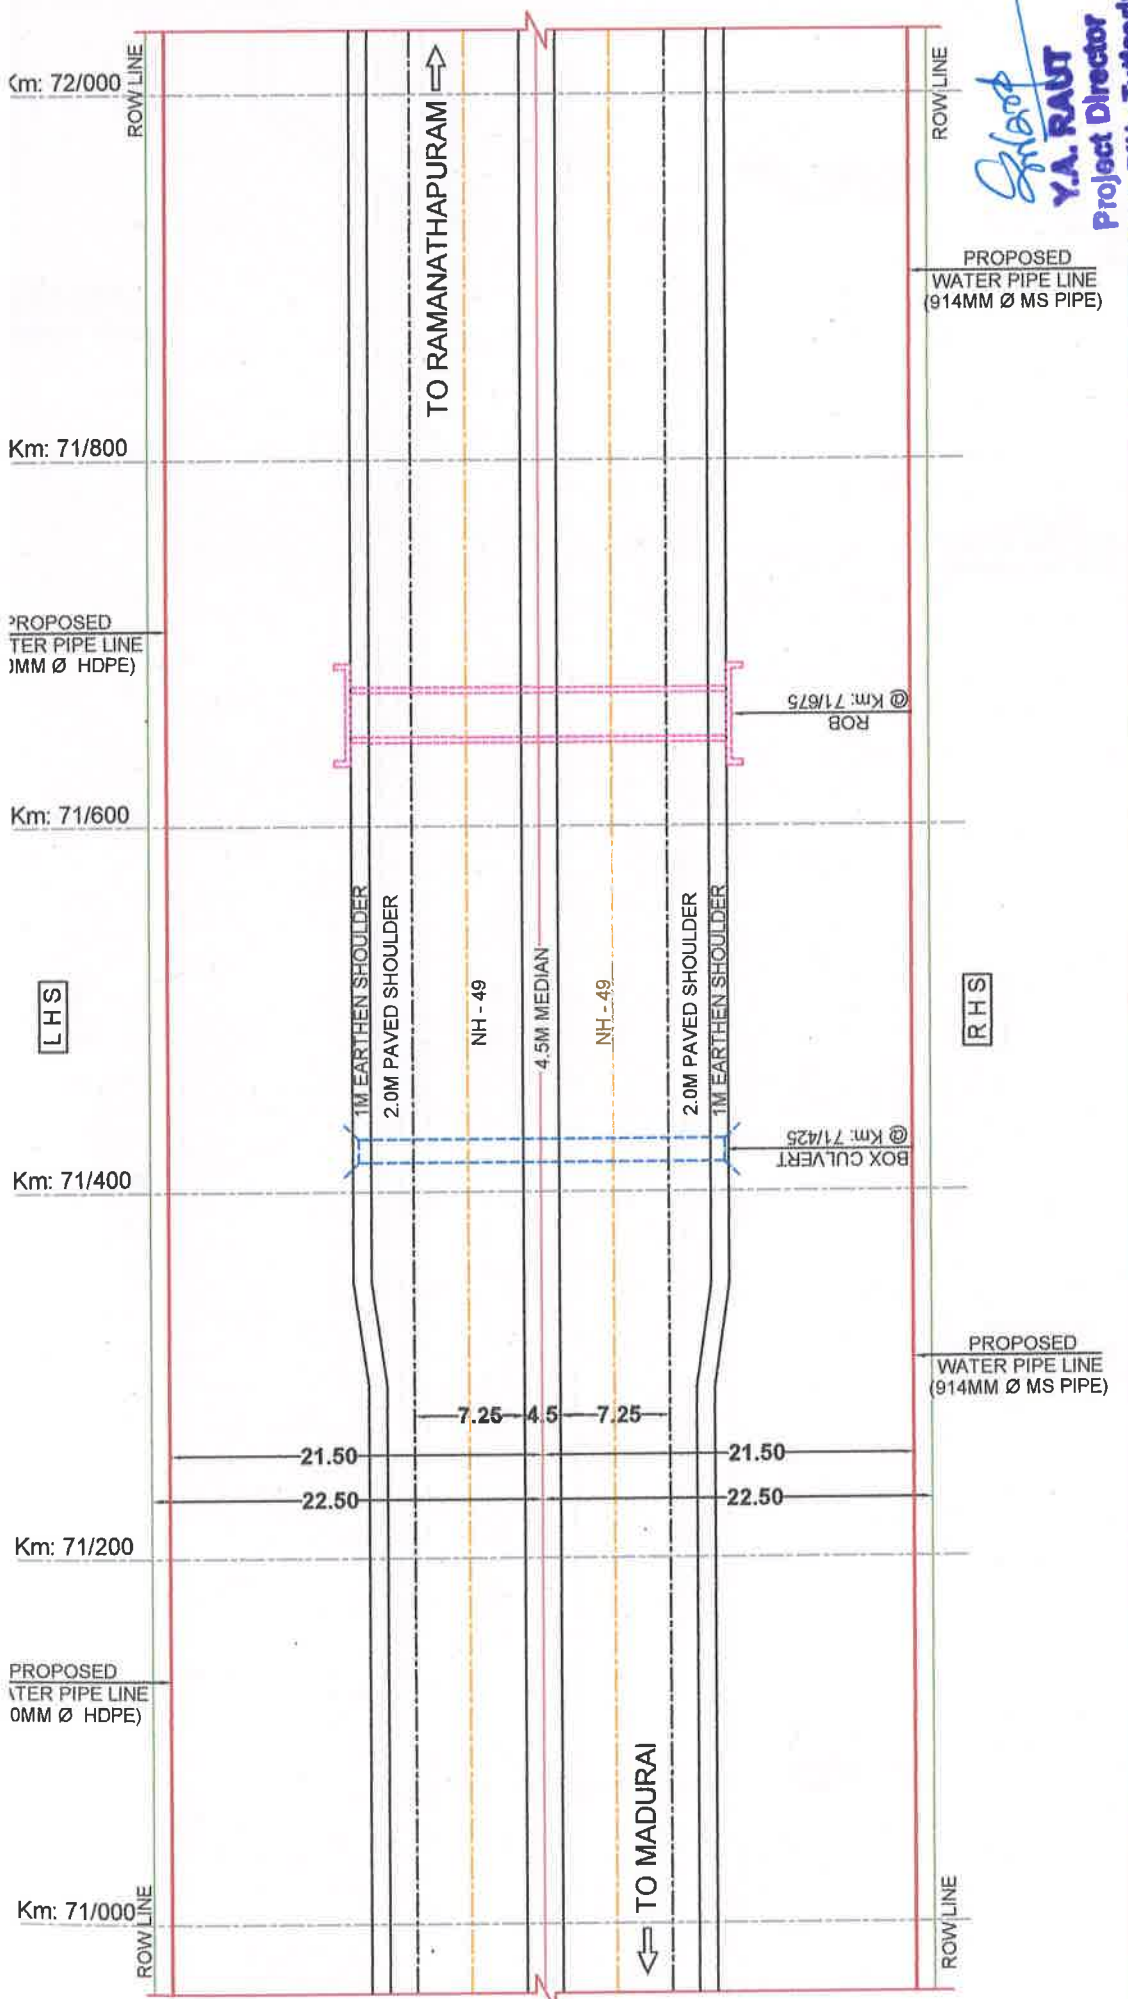 Km: 72/000
ROW LINE
TO RAMANATHAPURAM
ROW LINE
Y.A. RAUT
Project Director
PROPOSED
WATER PIPE LINE
(914MM Ø MS PIPE)
Km: 71/800
PROPOSED
TER PIPE LINE
MM Ø HDPE)
@ Km: 71/675
ROB
Km: 71/600
LHS
1M EARTHEN SHOULDER
2.0M PAVED SHOULDER
NH - 49
4.5M MEDIAN
NH - 49
2.0M PAVED SHOULDER
1M EARTHEN SHOULDER
RHS
@ Km: 71/425
BOX CULVERT
Km: 71/400
PROPOSED
WATER PIPE LINE
(914MM Ø MS PIPE)
7.25 4.5 7.25
21.50 21.50
22.50 22.50
Km: 71/200
PROPOSED
TER PIPE LINE
0MM Ø HDPE)
TO MADURAI
Km: 71/000
ROW LINE
ROW LINE